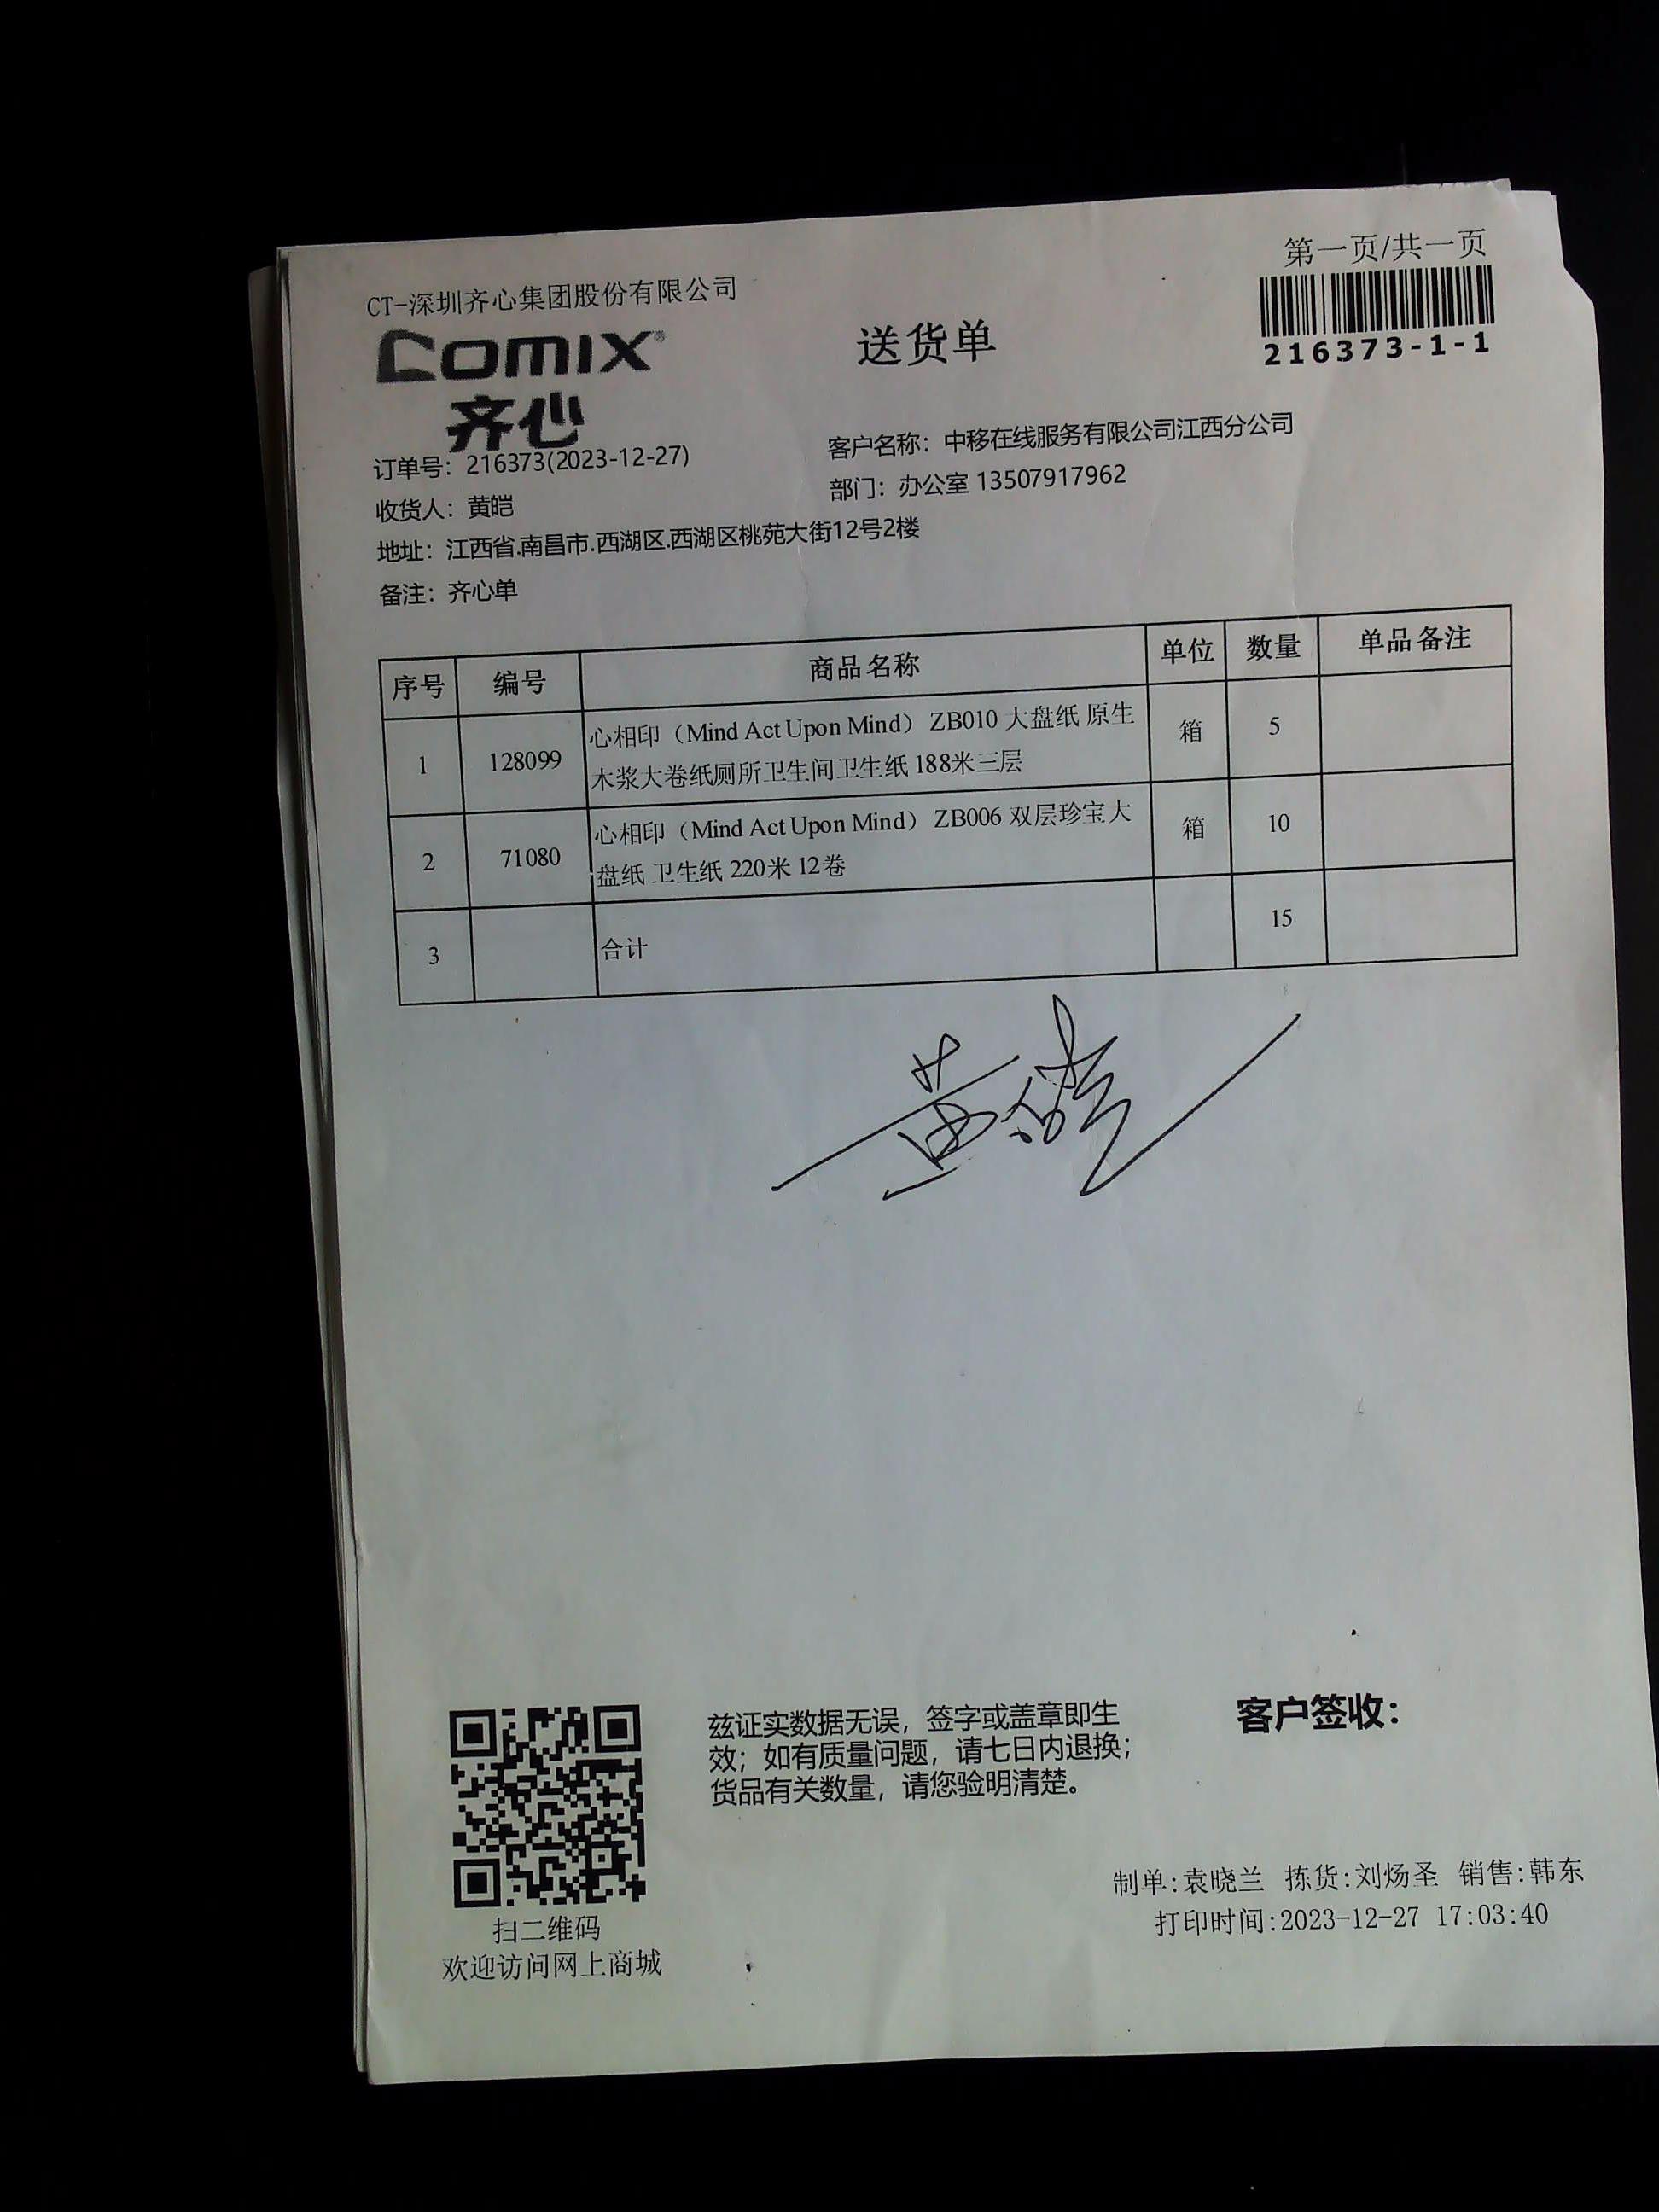 第一页/共一页
CT-深圳齐心集团股份有限公司
COMIX®
齐心
送货单
216373-1-1
订单号：216373(2023-12-27)
客户名称：中移在线服务有限公司江西分公司
收货人：黄皑
部门：办公室 13507917962
地址：江西省.南昌市.西湖区.西湖区桃苑大街12号2楼
备注：齐心单
序号 编号 商品名称 单位 数量 单品备注
1 128099 心相印（Mind Act Upon Mind） ZB010 大盘纸 原生 箱 5
木浆大卷纸厕所卫生间卫生纸 188米三层
2 71080 心相印（Mind Act Upon Mind） ZB006 双层珍宝大 箱 10
盘纸 卫生纸 220米 12卷
3 合计 15
黄皑
兹证实数据无误，签字或盖章即生
效；如有质量问题，请七日内退换；
货品有关数量，请您验明清楚。
客户签收：
扫二维码
欢迎访问网上商城
制单:袁晓兰 拣货:刘炀圣 销售:韩东
打印时间:2023-12-27 17:03:40